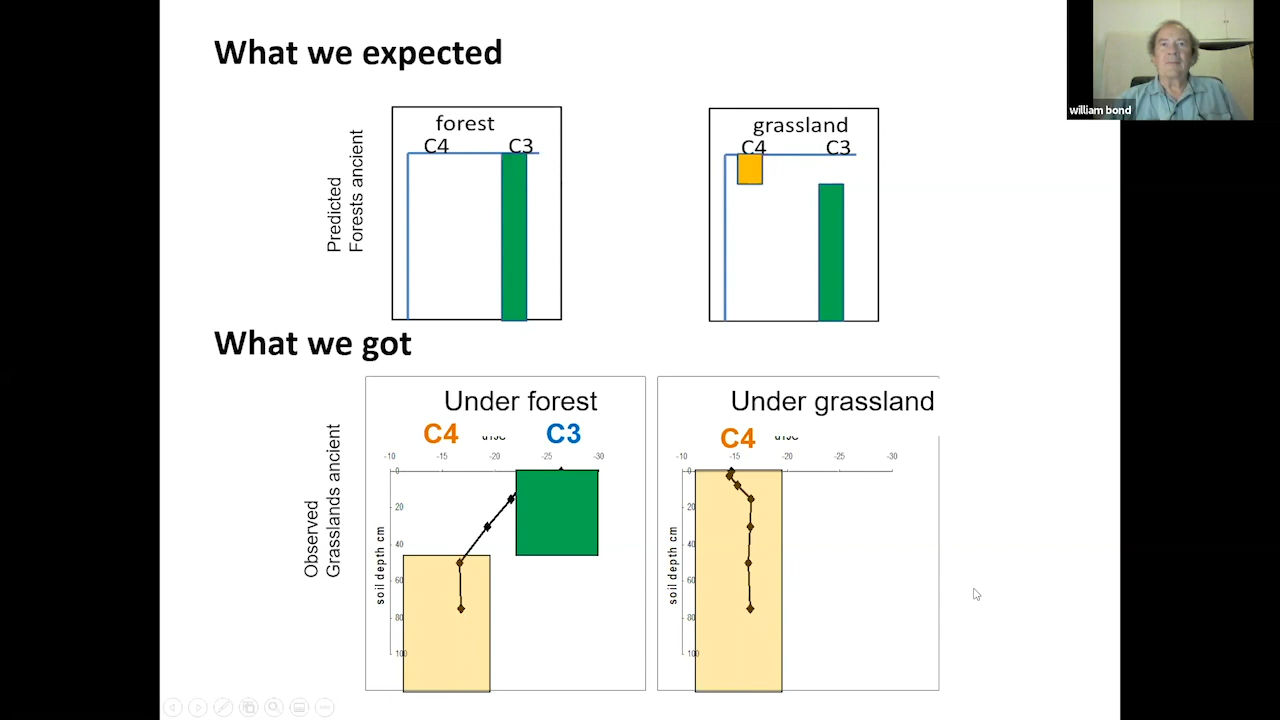 What we expected
william bond
Predicted
Forests ancient
forest
C4 C3
grassland
C4 C3
What we got
Observed
Grasslands ancient
Under forest
C4 C3
-10 -15 -20 -25 -30
0
20
40
60
80
100
soil depth cm
Under grassland
C4
-10 -15 -20 -25 -30
0
20
40
60
80
100
soil depth cm